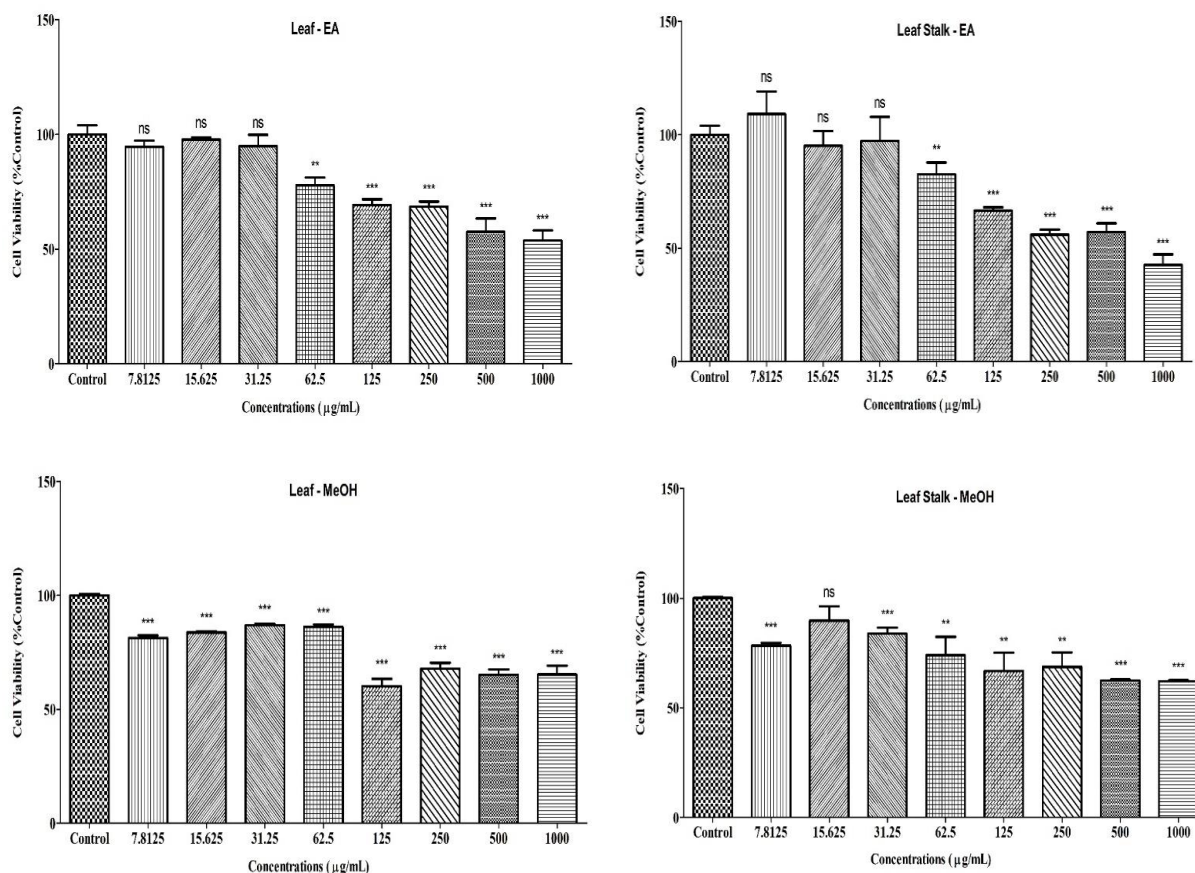 Leaf - EA
150
100
50
0
Cell Viability (%Control)
ns
ns
ns
**
***
***
***
***
Control 7.8125 15.625 31.25 62.5 125 250 500 1000
Concentrations ( µg/mL)
Leaf Stalk - EA
150
100
50
0
Cell Viability (%Control)
ns
ns
ns
**
***
***
***
***
Control 7.8125 15.625 31.25 62.5 125 250 500 1000
Concentrations ( µg/mL)
Leaf - MeOH
150
100
50
0
Cell Viability (%Control)
***
***
***
***
***
***
***
***
Control 7.8125 15.625 31.25 62.5 125 250 500 1000
Concentrations ( µg/mL)
Leaf Stalk - MeOH
150
100
50
0
Cell Viability (%Control)
***
ns
***
**
**
**
***
***
Control 7.8125 15.625 31.25 62.5 125 250 500 1000
Concentrations ( µg/mL)